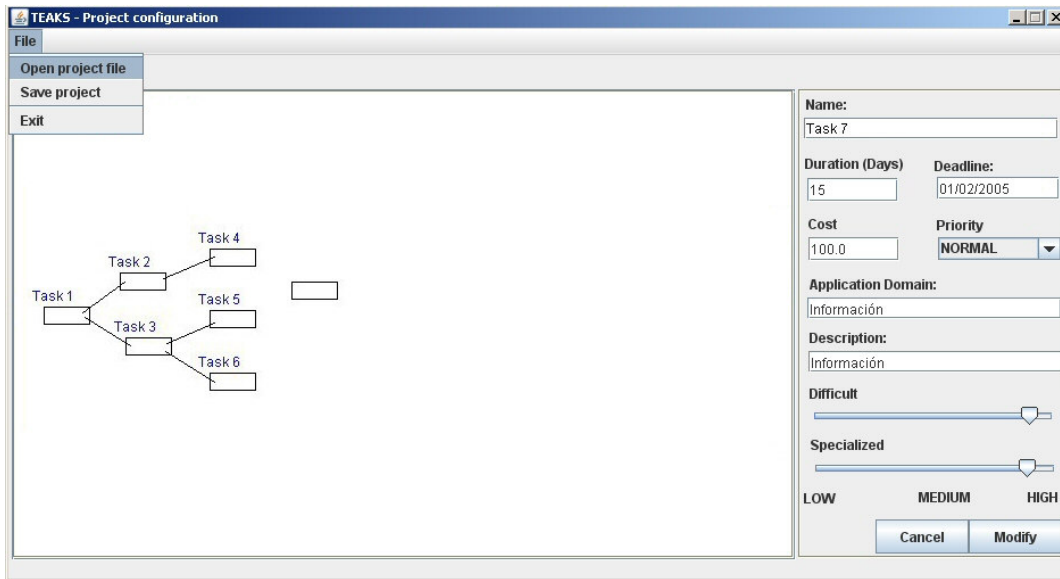 TEAKS - Project configuration
File
Open project file
Save project
Exit
Task 4
Task 2
Task 1
Task 5
Task 3
Task 6
Name:
Task 7
Duration (Days) Deadline:
15 01/02/2005
Cost Priority
100.0 NORMAL
Application Domain:
Información
Description:
Información
Difficult
Specialized
LOW MEDIUM HIGH
Cancel Modify